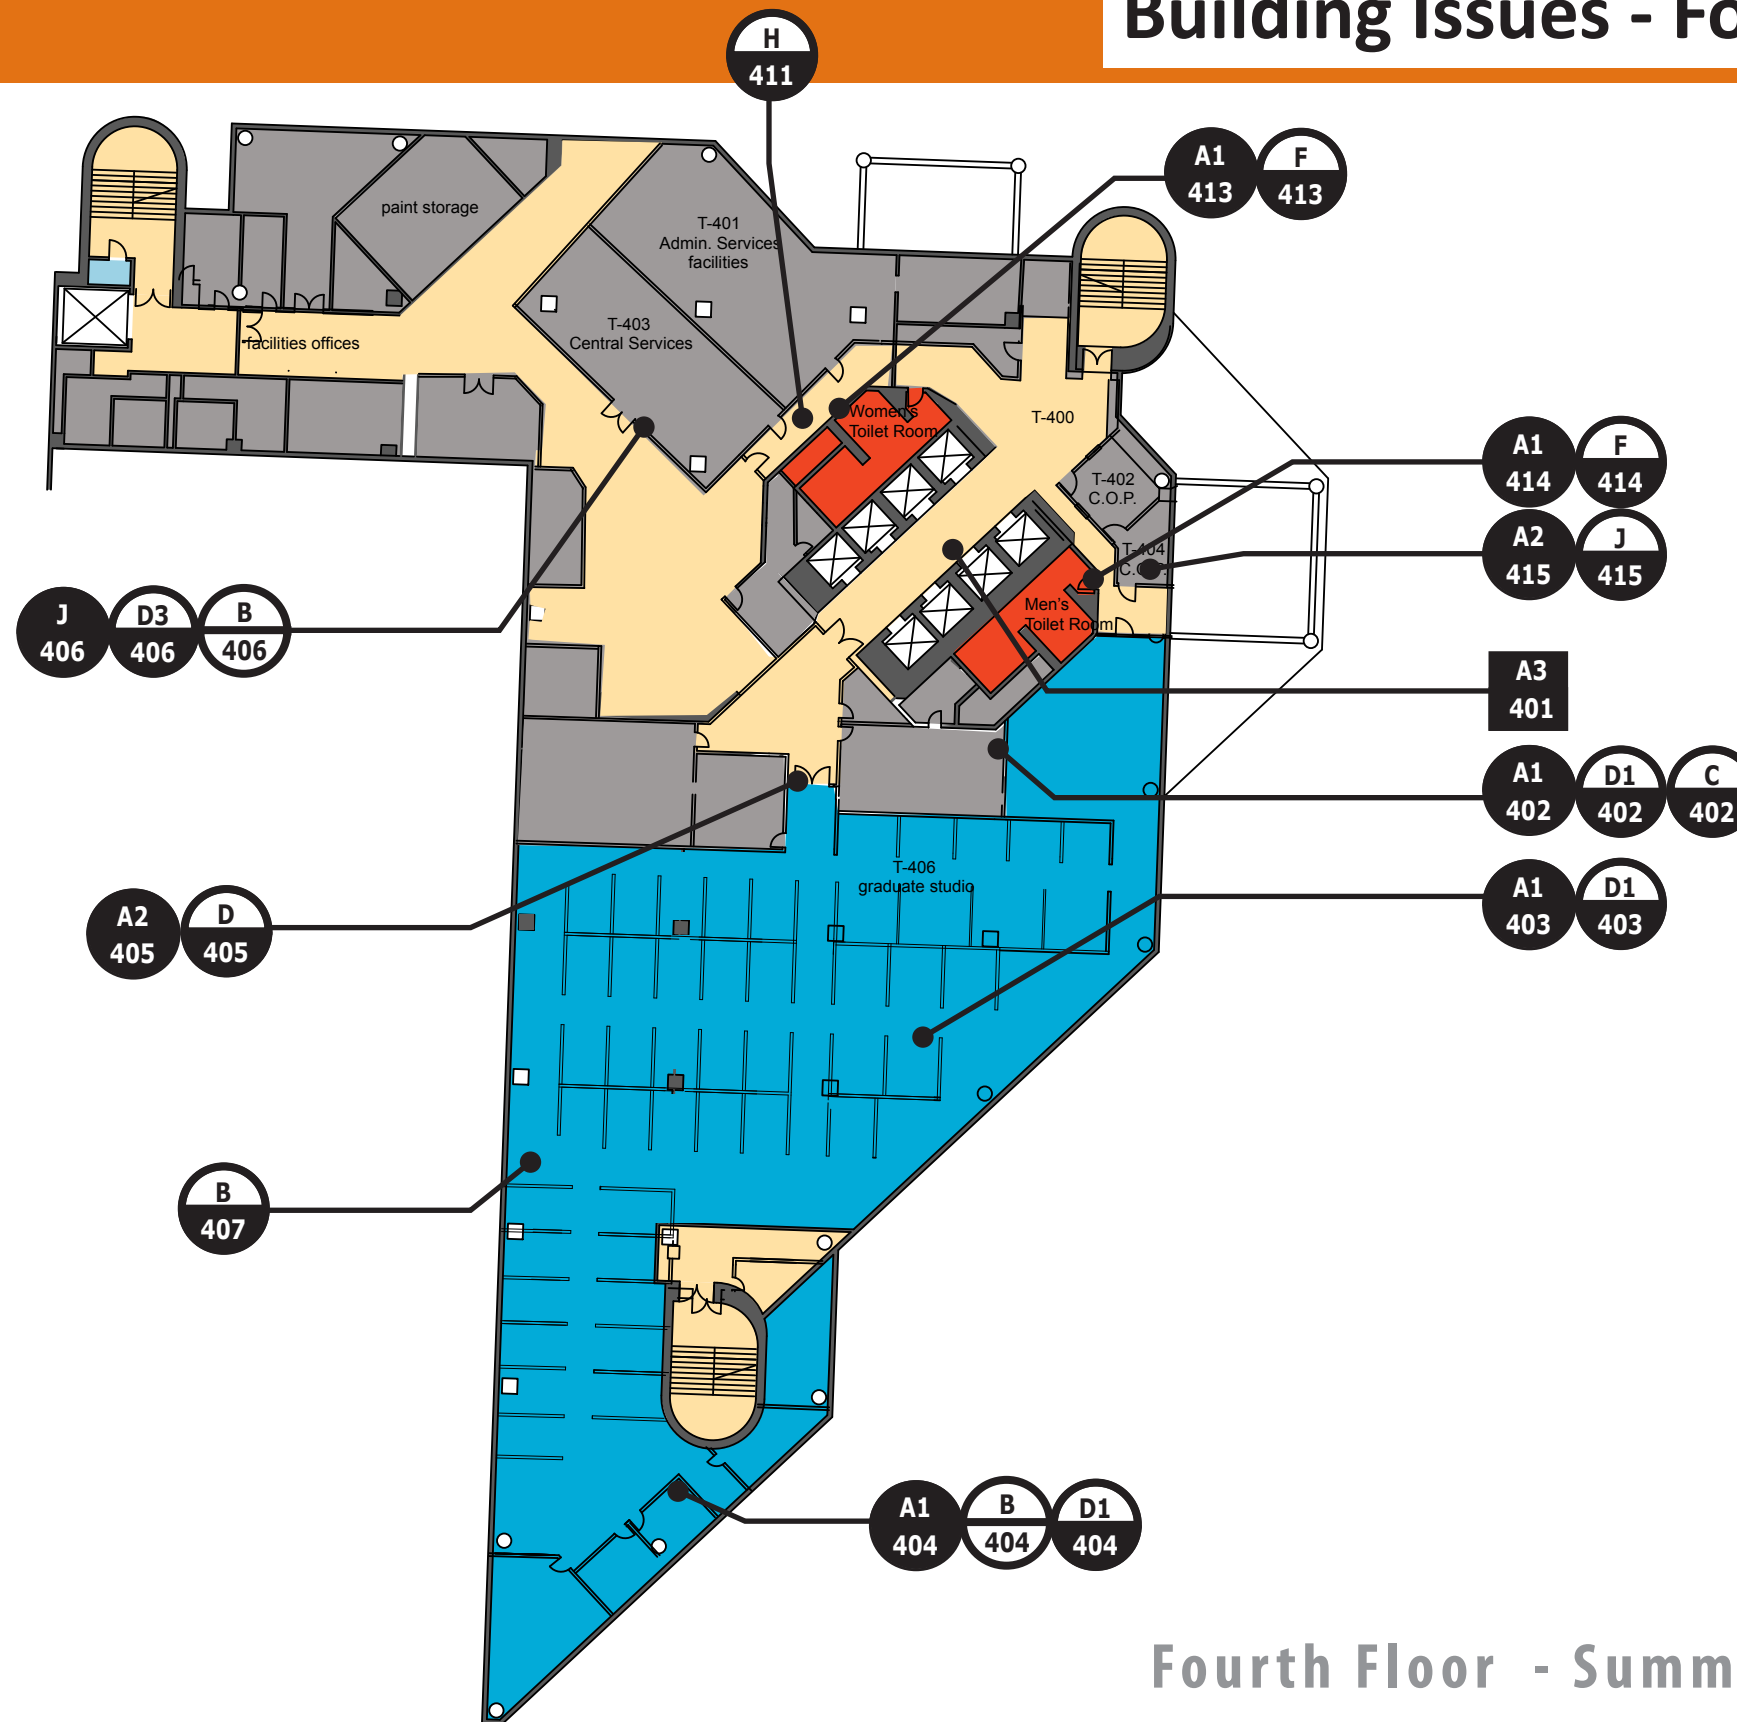 Building Issues - Fo
H
411
A1
413
F
413
paint storage
T-401
Admin. Services
facilities
T-403
Central Services
facilities offices
Women's
Toilet Room
T-400
T-402
C.O.P.
T-404
A1
414
F
414
A2
415
J
415
Men's
Toilet Room
J
406
D3
406
B
406
A3
401
A1
402
D1
402
C
402
T-406
graduate studio
A1
403
D1
403
A2
405
D
405
B
407
A1
404
B
404
D1
404
Fourth Floor - Summ